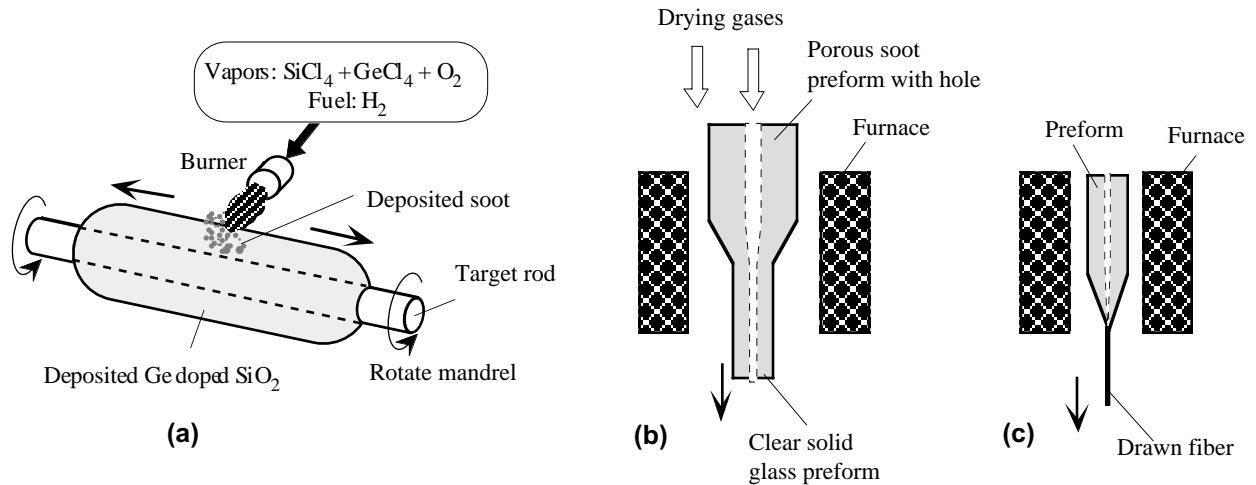 Vapors: SiCl4 + GeCl4 + O2
Fuel: H2
Burner
Deposited soot
Target rod
Rotate mandrel
Deposited Ge doped SiO2
(a)
Drying gases
Porous soot
preform with hole
Furnace
Clear solid
glass preform
(b)
Preform
Furnace
Drawn fiber
(c)